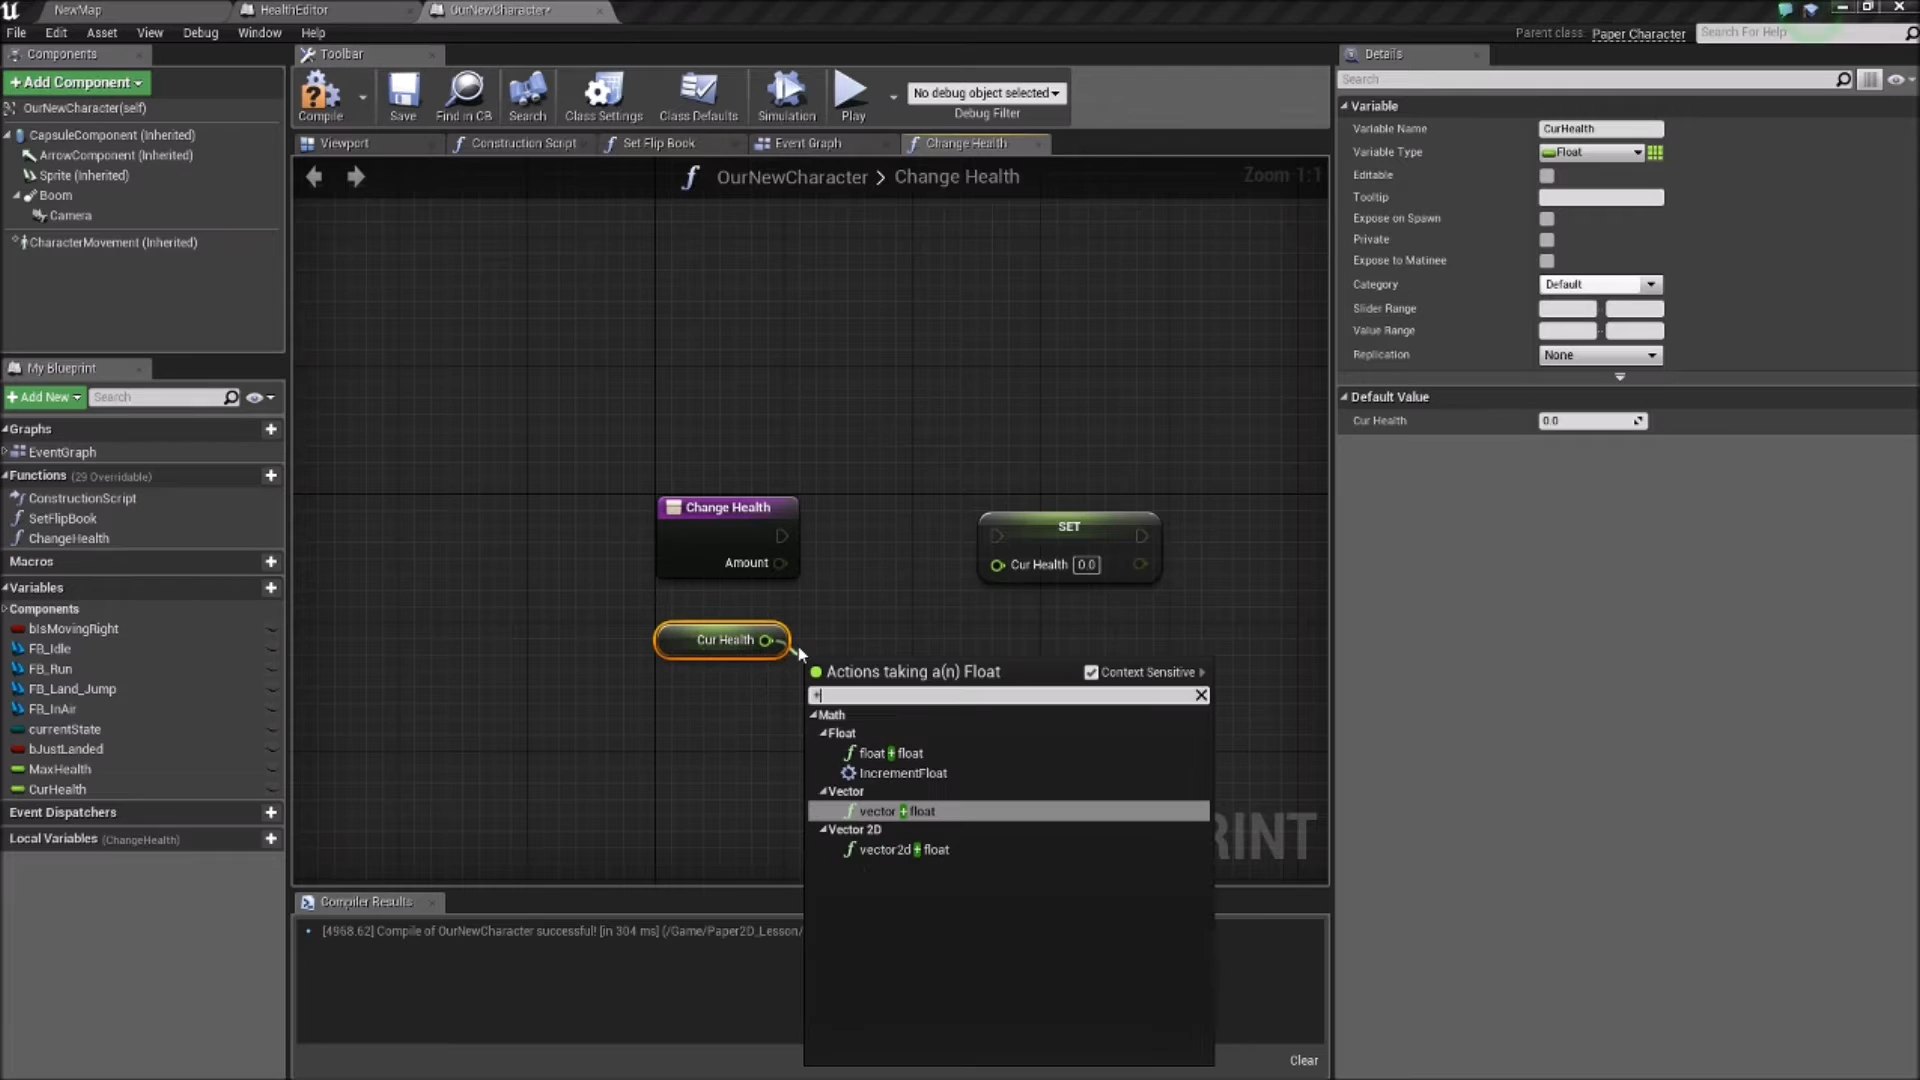 NewMap
HealthEditor
OurNewCharacter*
File Edit Asset View Debug Window Help
Parent class: Paper Character
Search For Help
Components
+ Add Component
OurNewCharacter(self)
CapsuleComponent (Inherited)
ArrowComponent (Inherited)
Sprite (Inherited)
Boom
Camera
CharacterMovement (Inherited)
My Blueprint
+ Add New
Search
Graphs
EventGraph
Functions (29 Overridable)
ConstructionScript
SetFlipBook
ChangeHealth
Macros
Variables
Components
bIsMovingRight
FB_Idle
FB_Run
FB_Land_Jump
FB_InAir
currentState
bJustLanded
MaxHealth
CurHealth
Event Dispatchers
Local Variables (ChangeHealth)
Toolbar
Compile
Save
Find in CB
Search
Class Settings
Class Defaults
Simulation
Play
No debug object selected
Debug Filter
Viewport
Construction Script
Set Flip Book
Event Graph
Change Health
OurNewCharacter > Change Health
Zoom 1:1
Change Health
Amount
SET
Cur Health 0.0
Cur Health
Actions taking a(n) Float
Context Sensitive
+
Math
Float
float + float
IncrementFloat
Vector
vector + float
Vector 2D
vector2d + float
RINT
Compiler Results
[4968.62] Compile of OurNewCharacter successful! [in 304 ms] (/Game/Paper2D_Lesson/
Clear
Details
Search
Variable
Variable Name CurHealth
Variable Type Float
Editable
Tooltip
Expose on Spawn
Private
Expose to Matinee
Category Default
Slider Range
Value Range
Replication None
Default Value
Cur Health 0.0